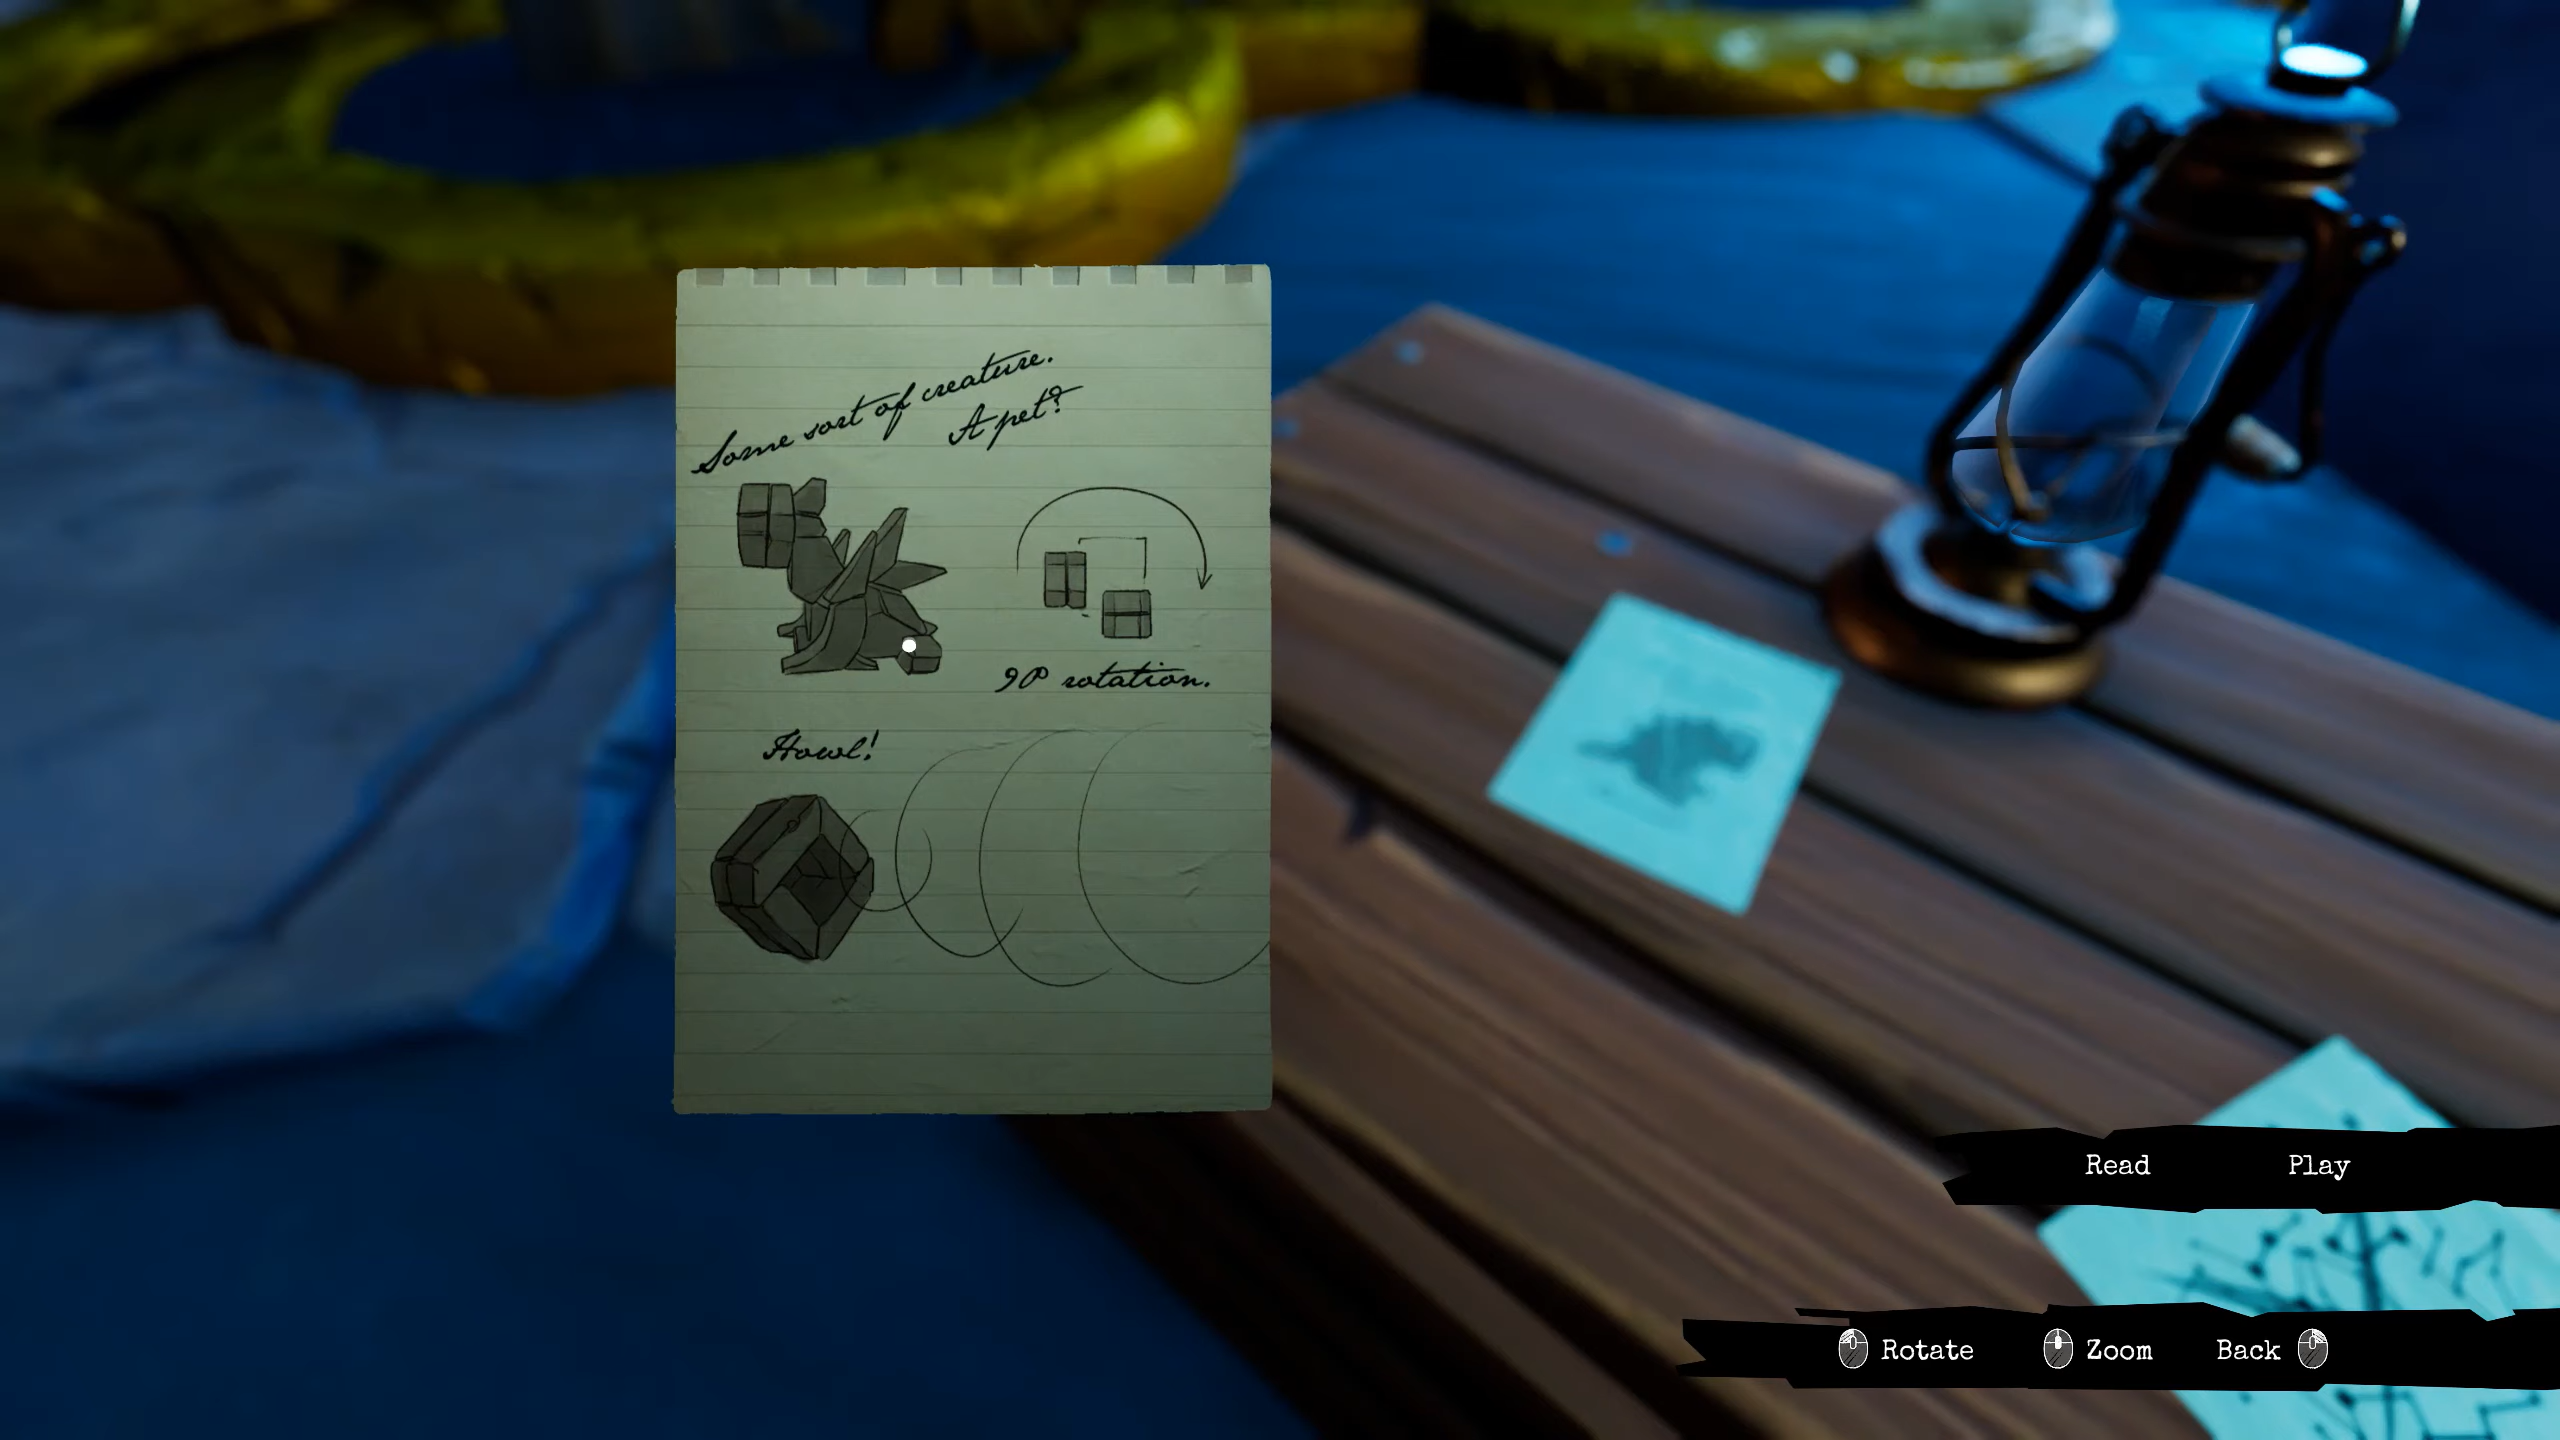 Some sort of creature.
A pet?
90° rotation.
Howl!
Read Play
Rotate Zoom Back